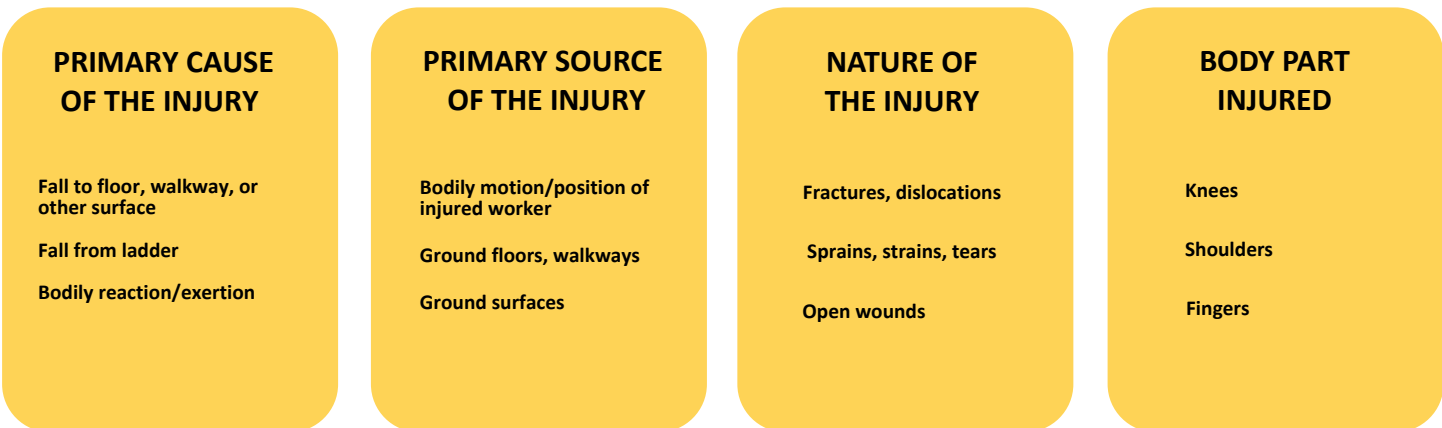 PRIMARY CAUSE
OF THE INJURY
Fall to floor, walkway, or
other surface
Fall from ladder
Bodily reaction/exertion
PRIMARY SOURCE
OF THE INJURY
Bodily motion/position of
injured worker
Ground floors, walkways
Ground surfaces
NATURE OF
THE INJURY
Fractures, dislocations
Sprains, strains, tears
Open wounds
BODY PART
INJURED
Knees
Shoulders
Fingers